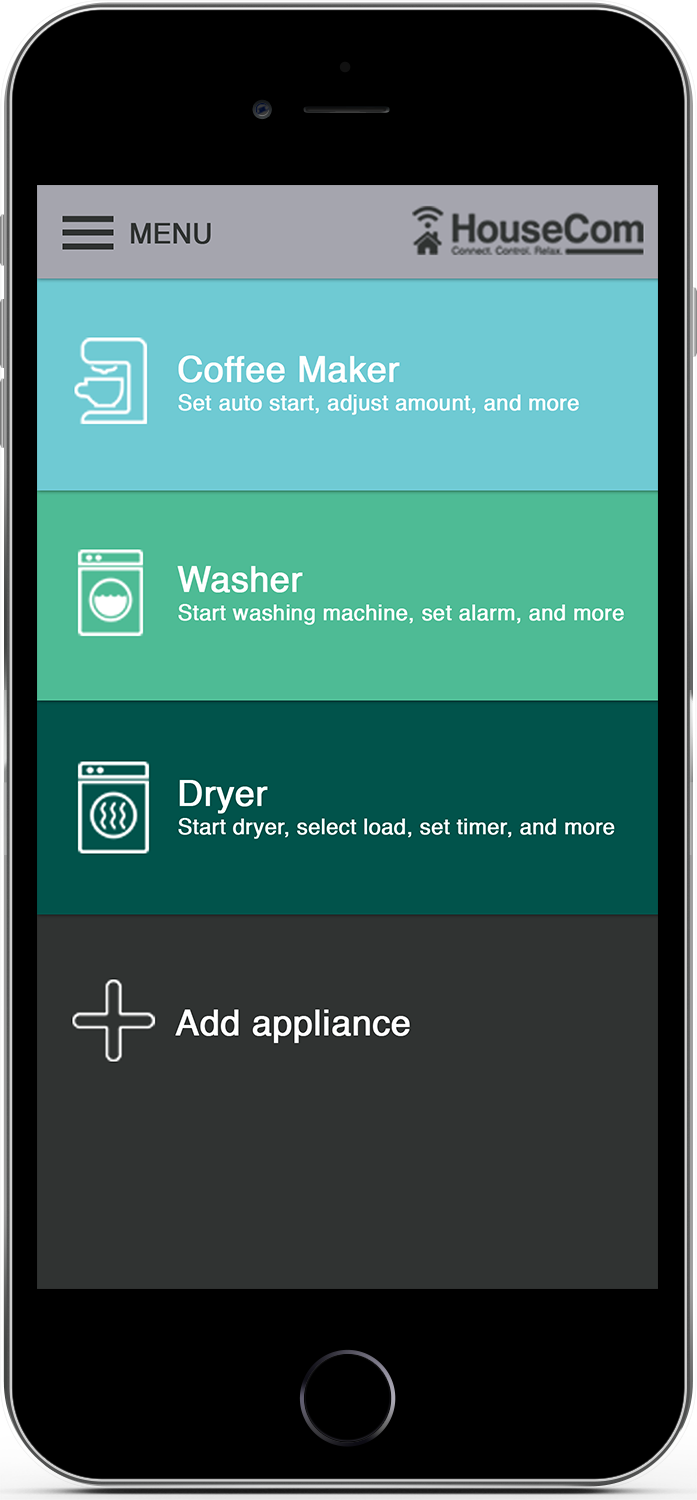 MENU
HouseCom
Connect. Control. Relax.
Coffee Maker
Set auto start, adjust amount, and more
Washer
Start washing machine, set alarm, and more
Dryer
Start dryer, select load, set timer, and more
Add appliance